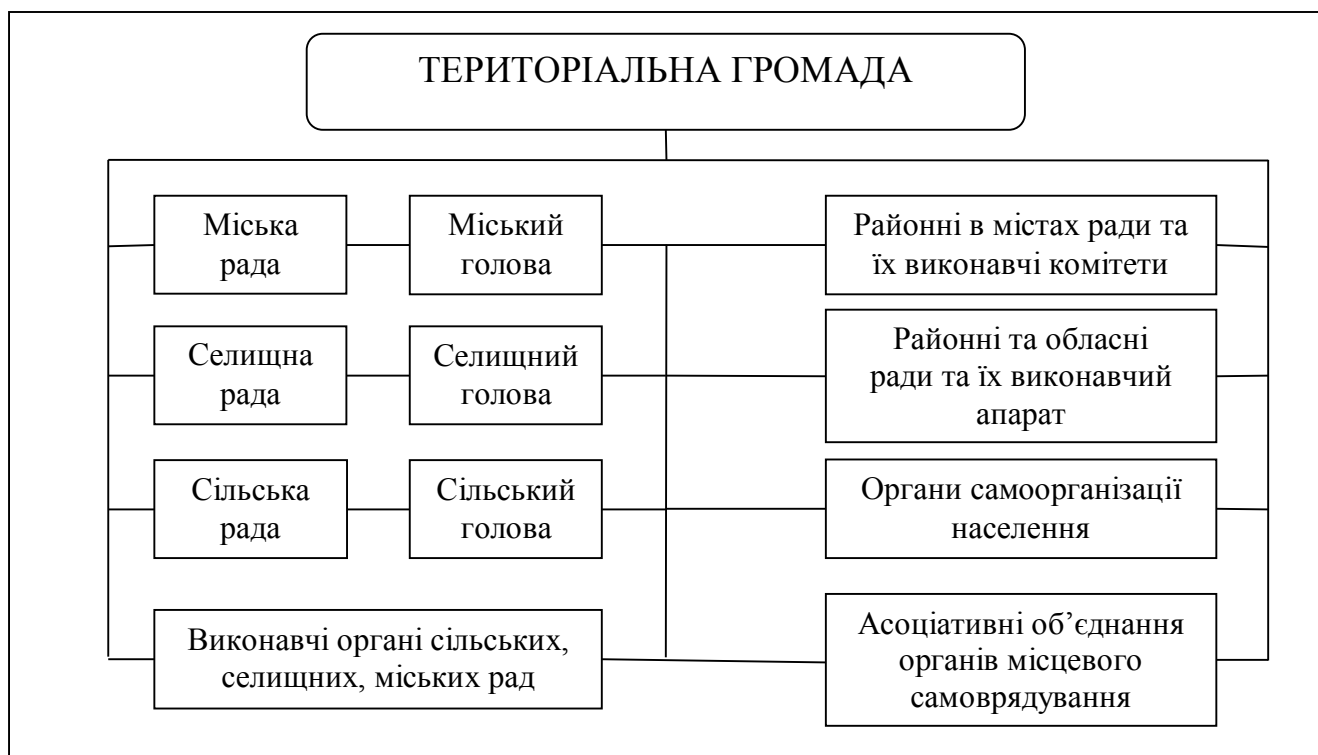 ТЕРИТОРІАЛЬНА ГРОМАДА
Міська
рада
Міський
голова
Районні в містах ради та
їх виконавчі комітети
Селищна
рада
Селищний
голова
Районні та обласні
ради та їх виконавчий
апарат
Сільська
рада
Сільський
голова
Органи самоорганізації
населення
Виконавчі органі сільських,
селищних, міських рад
Асоціативні об’єднання
органів місцевого
самоврядування